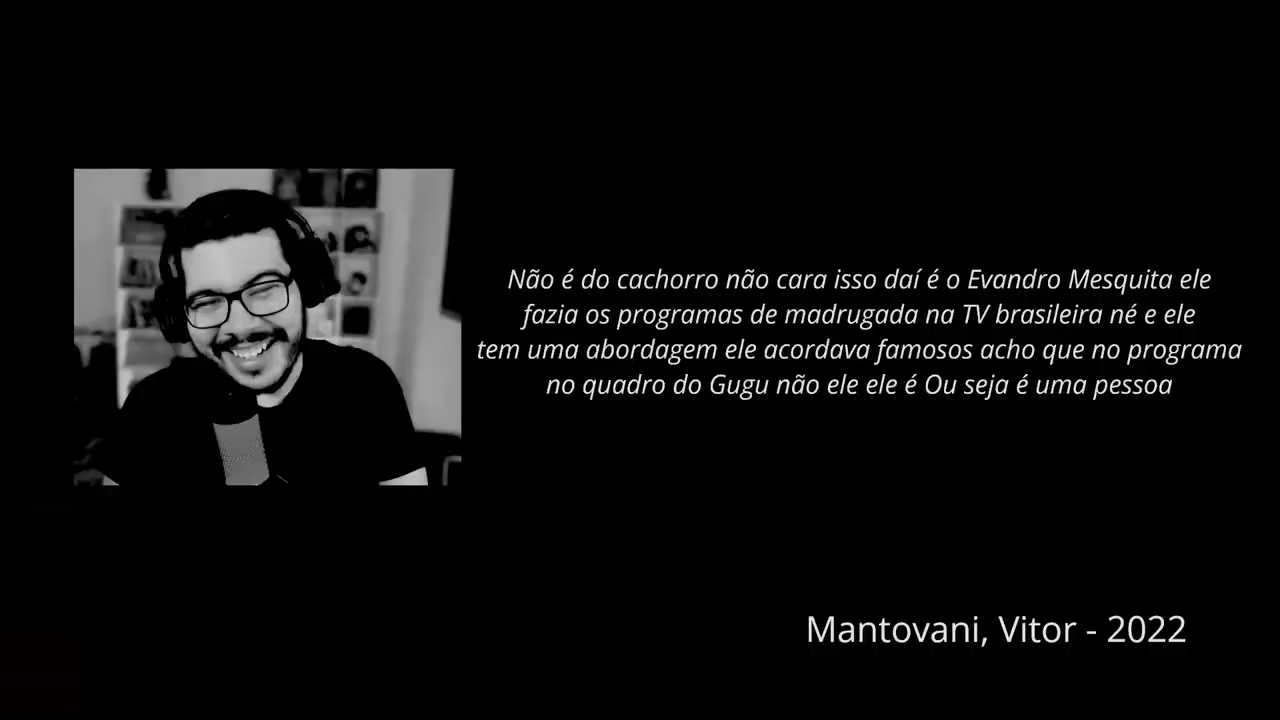 Não é do cachorro não cara isso daí é o Evandro Mesquita ele
fazia os programas de madrugada na TV brasileira né e ele
tem uma abordagem ele acordava famosos acho que no programa
no quadro do Gugu não ele ele é Ou seja é uma pessoa
Mantovani, Vitor - 2022